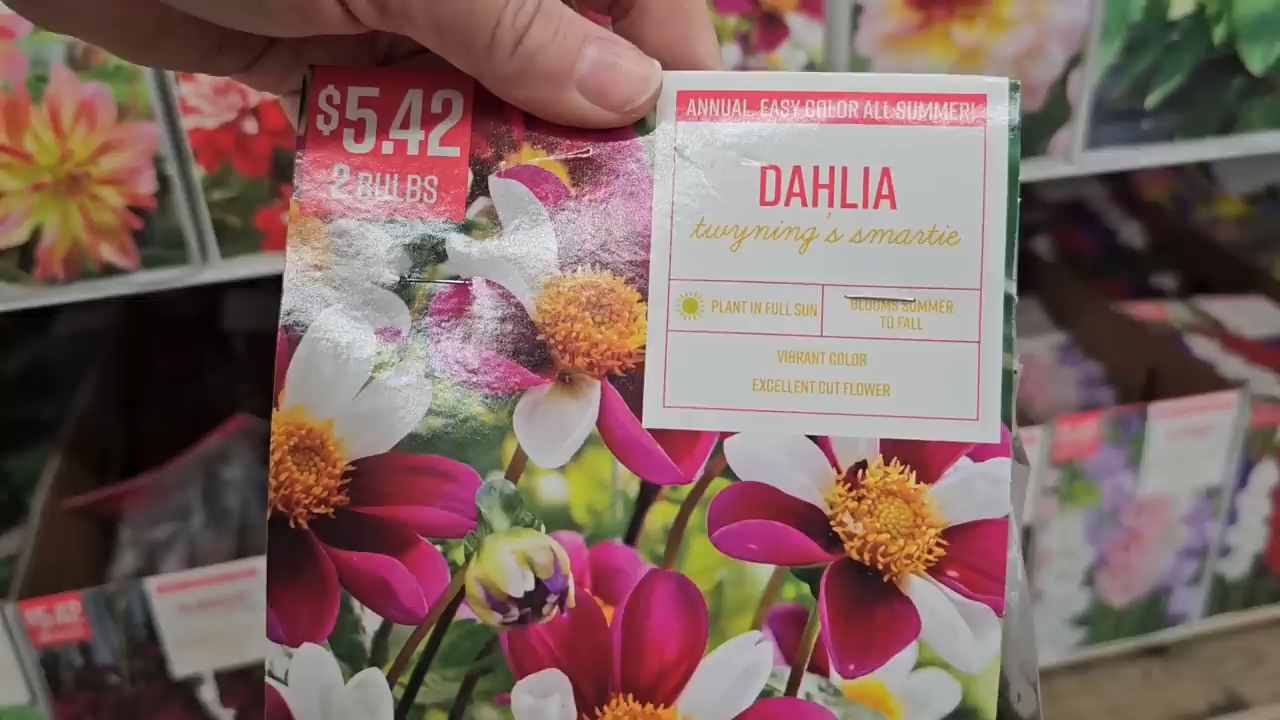 $5.42
2 BULBS
ANNUAL. EASY COLOR ALL SUMMER!
DAHLIA
twyning's smartie
PLANT IN FULL SUN
BLOOMS SUMMER
TO FALL
VIBRANT COLOR
EXCELLENT CUT FLOWER